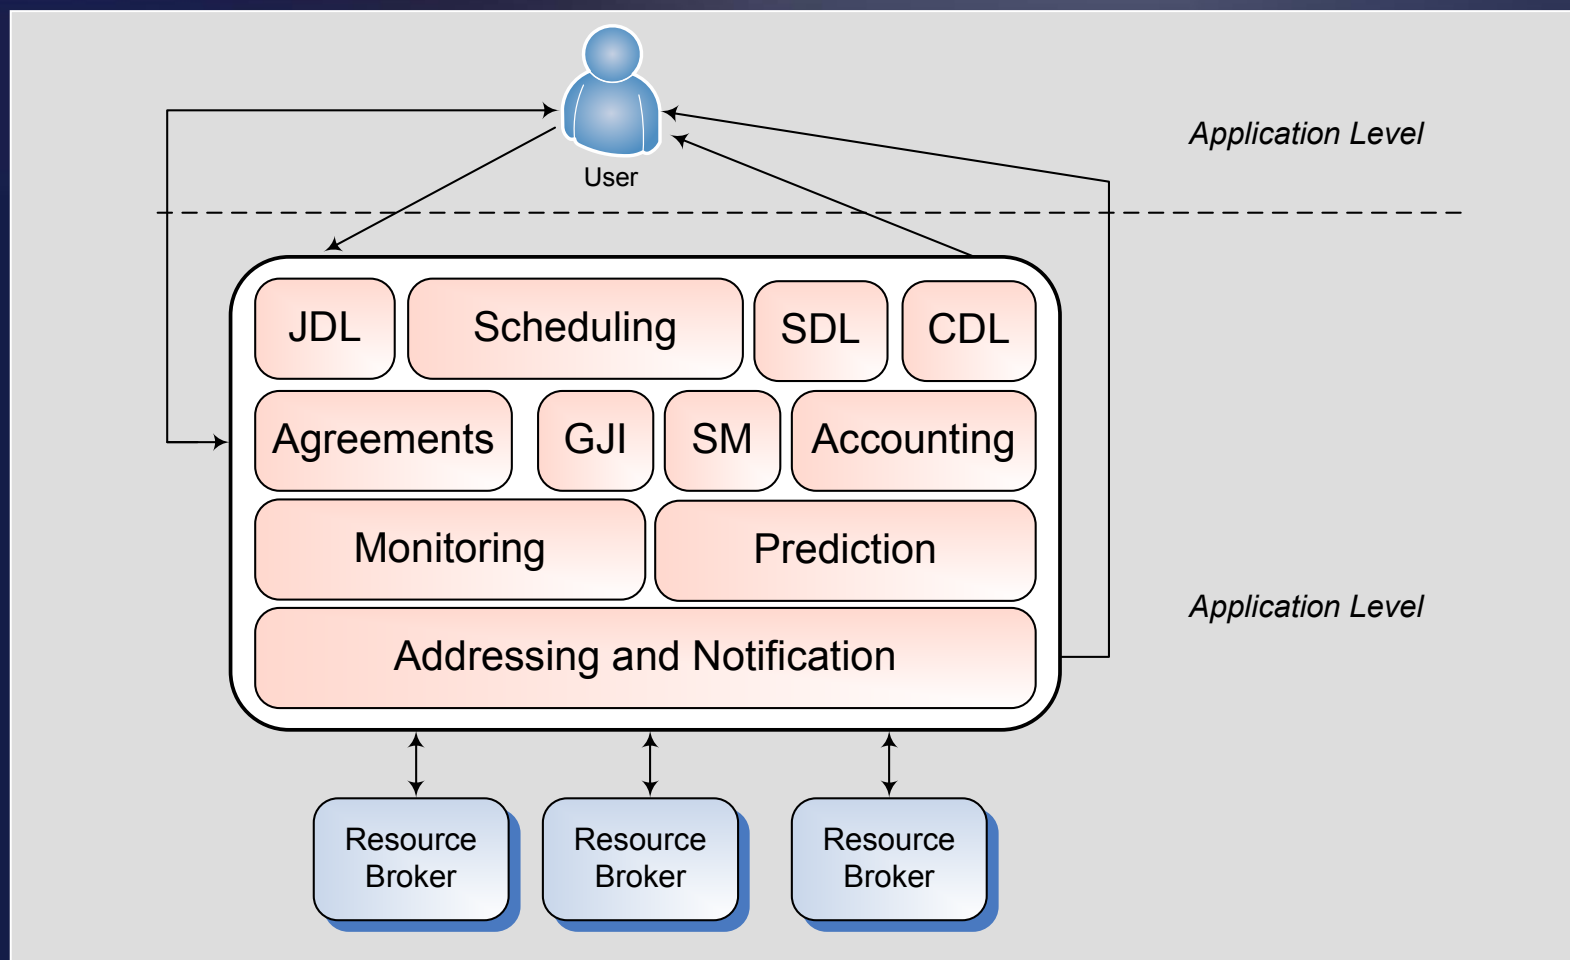 Application Level
User
JDL
Scheduling
SDL
CDL
Agreements
GJI
SM
Accounting
Monitoring
Prediction
Application Level
Addressing and Notification
Resource
Broker
Resource
Broker
Resource
Broker